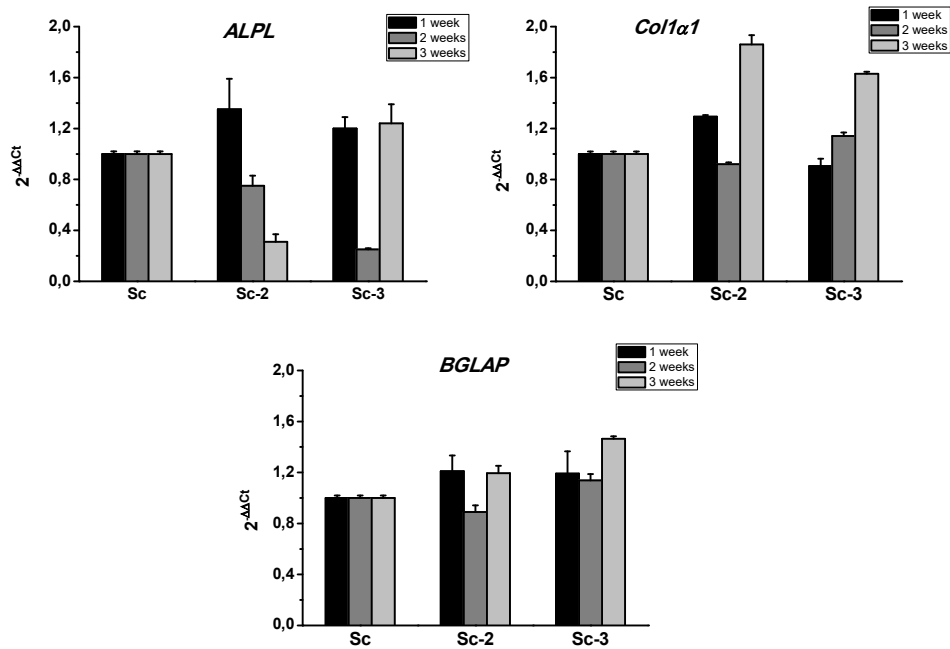 ALPL
1 week
2 weeks
3 weeks
2,0
1,6
1,2
0,8
0,4
0,0
2-ΔΔCt
Sc
Sc-2
Sc-3
Col1α1
1 week
2 weeks
3 weeks
2,0
1,6
1,2
0,8
0,4
0,0
2-ΔΔCt
Sc
Sc-2
Sc-3
BGLAP
1 week
2 weeks
3 weeks
2,0
1,6
1,2
0,8
0,4
0,0
2-ΔΔCt
Sc
Sc-2
Sc-3